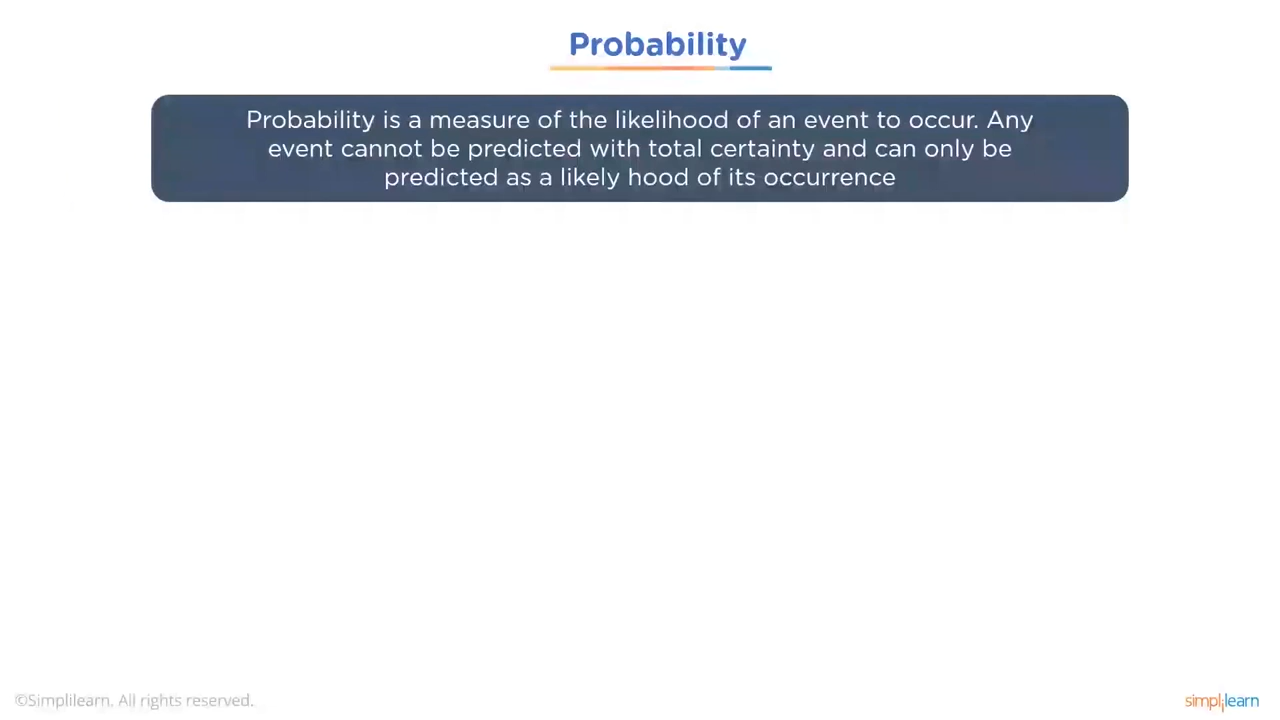 Probability
Probability is a measure of the likelihood of an event to occur. Any
event cannot be predicted with total certainty and can only be
predicted as a likely hood of its occurrence
©Simplilearn. All rights reserved.
simplilearn